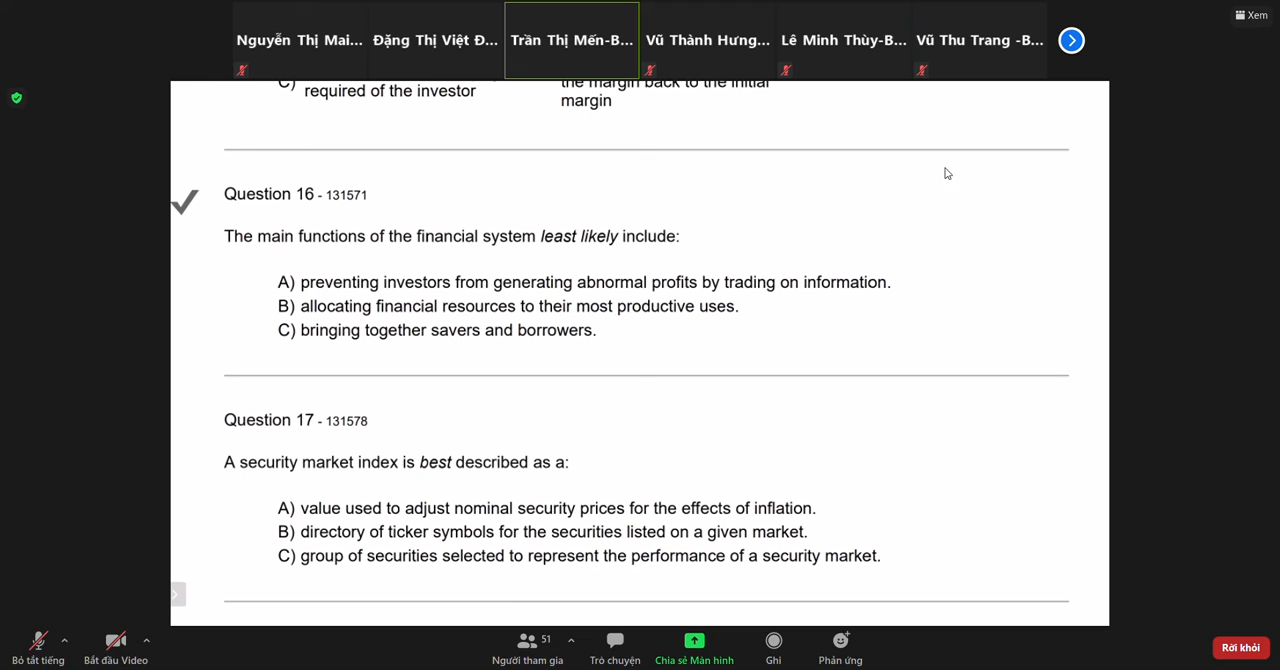 Xem
Nguyễn Thị Mai...
Đặng Thị Việt Đ...
Trần Thị Mến-B...
Vũ Thành Hưng...
Lê Minh Thùy-B...
Vũ Thu Trang -B...
C) required of the investor
the margin back to the initial
margin
Question 16 - 131571
The main functions of the financial system least likely include:
A) preventing investors from generating abnormal profits by trading on information.
B) allocating financial resources to their most productive uses.
C) bringing together savers and borrowers.
Question 17 - 131578
A security market index is best described as a:
A) value used to adjust nominal security prices for the effects of inflation.
B) directory of ticker symbols for the securities listed on a given market.
C) group of securities selected to represent the performance of a security market.
Bỏ tắt tiếng
Bắt đầu Video
51
Người tham gia
Trò chuyện
Chia sẻ Màn hình
Ghi
Phản ứng
Rời khỏi